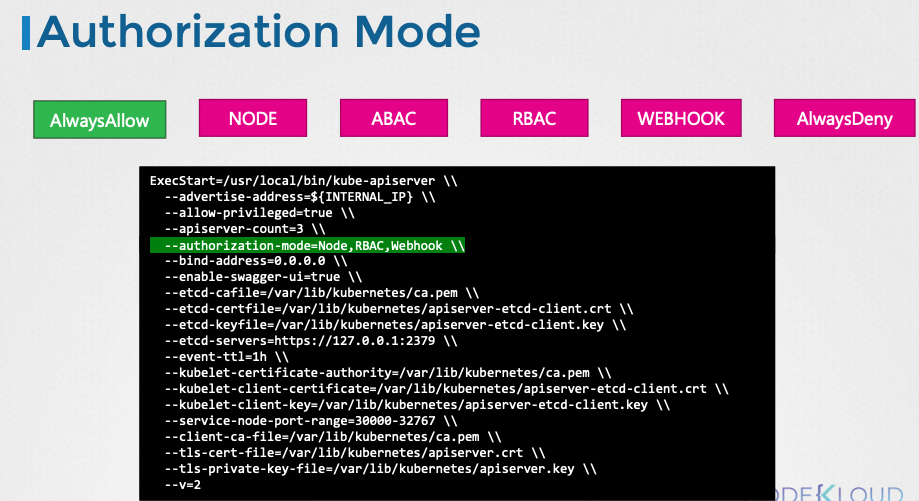 Authorization Mode
AlwaysAllow
NODE
ABAC
RBAC
WEBHOOK
AlwaysDeny
ExecStart=/usr/local/bin/kube-apiserver \\
--advertise-address=${INTERNAL_IP} \\
--allow-privileged=true \\
--apiserver-count=3 \\
--authorization-mode=Node,RBAC,Webhook \\
--bind-address=0.0.0.0 \\
--enable-swagger-ui=true \\
--etcd-cafile=/var/lib/kubernetes/ca.pem \\
--etcd-certfile=/var/lib/kubernetes/apiserver-etcd-client.crt \\
--etcd-keyfile=/var/lib/kubernetes/apiserver-etcd-client.key \\
--etcd-servers=https://127.0.0.1:2379 \\
--event-ttl=1h \\
--kubelet-certificate-authority=/var/lib/kubernetes/ca.pem \\
--kubelet-client-certificate=/var/lib/kubernetes/apiserver-etcd-client.crt \\
--kubelet-client-key=/var/lib/kubernetes/apiserver-etcd-client.key \\
--service-node-port-range=30000-32767 \\
--client-ca-file=/var/lib/kubernetes/ca.pem \\
--tls-cert-file=/var/lib/kubernetes/apiserver.crt \\
--tls-private-key-file=/var/lib/kubernetes/apiserver.key \\
--v=2